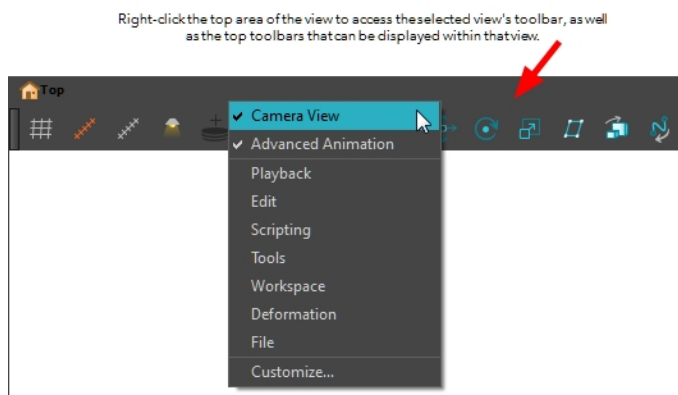 Right-click the top area of the view to access the selected view's toolbar, as well
as the top toolbars that can be displayed within that view.
Top
Camera View
Advanced Animation
Playback
Edit
Scripting
Tools
Workspace
Deformation
File
Customize...